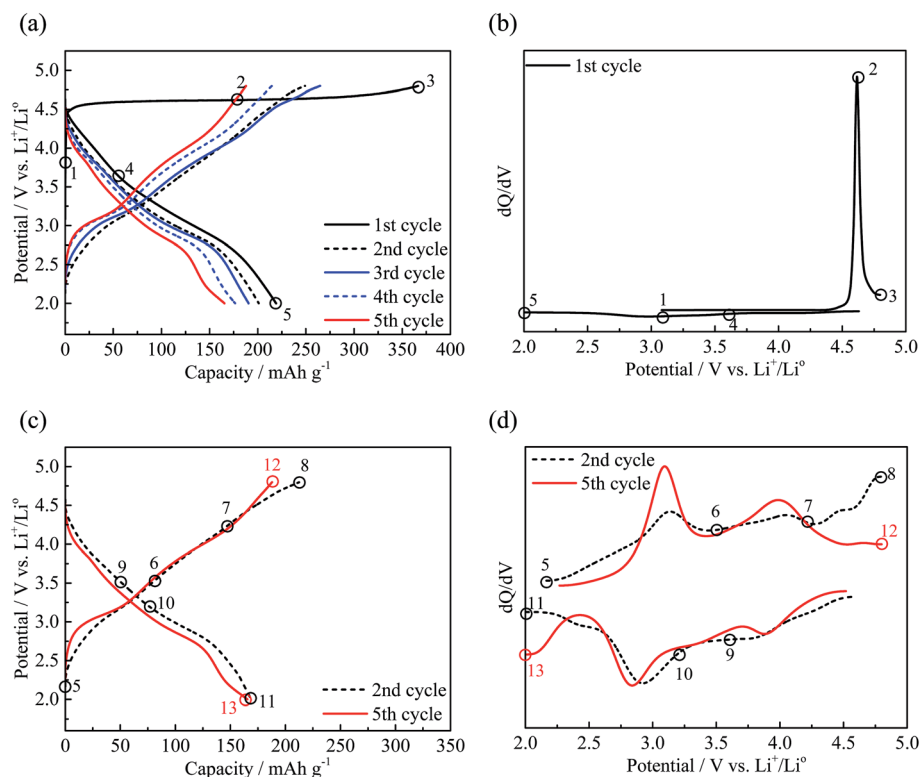 (a)
5.0
4.5
4.0
3.5
3.0
2.5
2.0
Potential / V vs. Li⁺/Liº
0 50 100 150 200 250 300 350 400
Capacity / mAh g⁻¹
1
2
3
4
5
1st cycle
2nd cycle
3rd cycle
4th cycle
5th cycle
(b)
1st cycle
dQ/dV
5
1
4
2
3
2.0 2.5 3.0 3.5 4.0 4.5 5.0
Potential / V vs. Li⁺/Liº
(c)
5.0
4.5
4.0
3.5
3.0
2.5
2.0
Potential / V vs. Li⁺/Liº
12
8
7
9
6
10
5
13
11
2nd cycle
5th cycle
0 50 100 150 200 250 300 350
Capacity / mAh g⁻¹
(d)
2nd cycle
5th cycle
dQ/dV
8
7
6
12
5
11
9
10
13
2.0 2.5 3.0 3.5 4.0 4.5 5.0
Potential / V vs. Li⁺/Liº